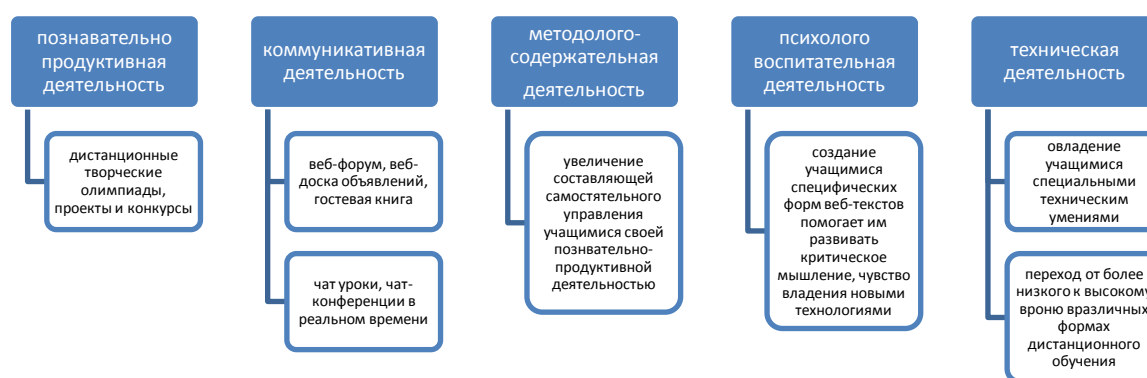 познавательно
продуктивная
деятельность
дистанционные
творческие
олимпиады,
проекты и конкурсы
коммуникативная
деятельность
веб-форум, веб-
доска объявлений,
гостевая книга
чат уроки, чат-
конференции в
реальном времени
методолого-
содержательная
деятельность
увеличение
составляющей
самостятельного
управления
учащимися своей
познвательно-
продуктивной
деятельностью
психолого
воспитательная
деятельность
создание
учащимися
специфических
форм веб-текстов
помогает им
развивать
критическое
мышление, чувство
владения новыми
технологиями
техническая
деятельность
овладение
учащимися
специальными
техническим
умениями
переход от более
низкого к высокому
вроню вразличных
формах
дистанционного
обучения